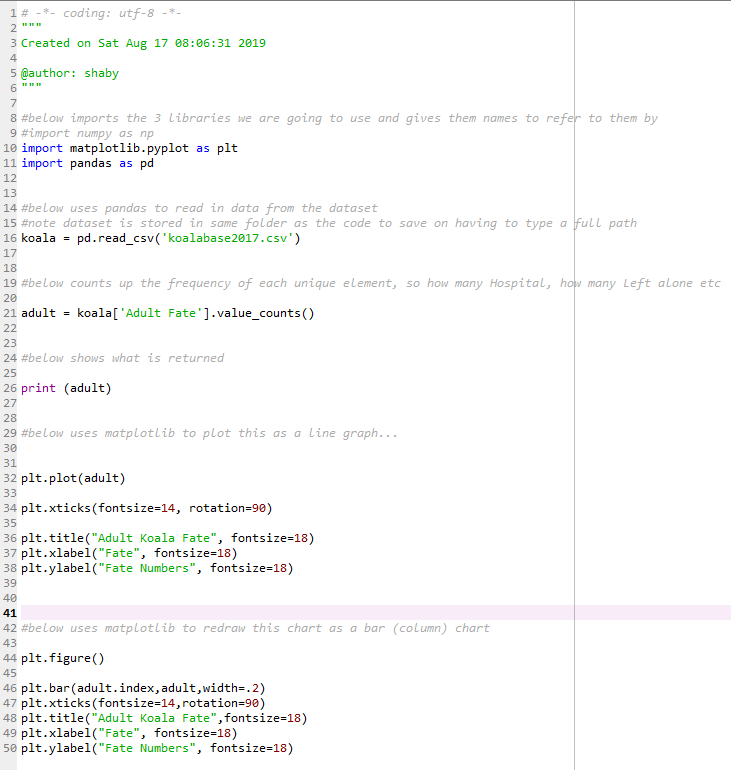 1 # -*- coding: utf-8 -*-
2 """
3 Created on Sat Aug 17 08:06:31 2019
4
5 @author: shaby
6 """
7
8 #below imports the 3 libraries we are going to use and gives them names to refer to them by
9 #import numpy as np
10 import matplotlib.pyplot as plt
11 import pandas as pd
12
13
14 #below uses pandas to read in data from the dataset
15 #note dataset is stored in same folder as the code to save on having to type a full path
16 koala = pd.read_csv('koalabase2017.csv')
17
18
19 #below counts up the frequency of each unique element, so how many Hospital, how many Left alone etc
20
21 adult = koala['Adult Fate'].value_counts()
22
23
24 #below shows what is returned
25
26 print (adult)
27
28
29 #below uses matplotlib to plot this as a line graph...
30
31
32 plt.plot(adult)
33
34 plt.xticks(fontsize=14, rotation=90)
35
36 plt.title("Adult Koala Fate", fontsize=18)
37 plt.xlabel("Fate", fontsize=18)
38 plt.ylabel("Fate Numbers", fontsize=18)
39
40
41
42 #below uses matplotlib to redraw this chart as a bar (column) chart
43
44 plt.figure()
45
46 plt.bar(adult.index,adult,width=.2)
47 plt.xticks(fontsize=14,rotation=90)
48 plt.title("Adult Koala Fate",fontsize=18)
49 plt.xlabel("Fate", fontsize=18)
50 plt.ylabel("Fate Numbers", fontsize=18)